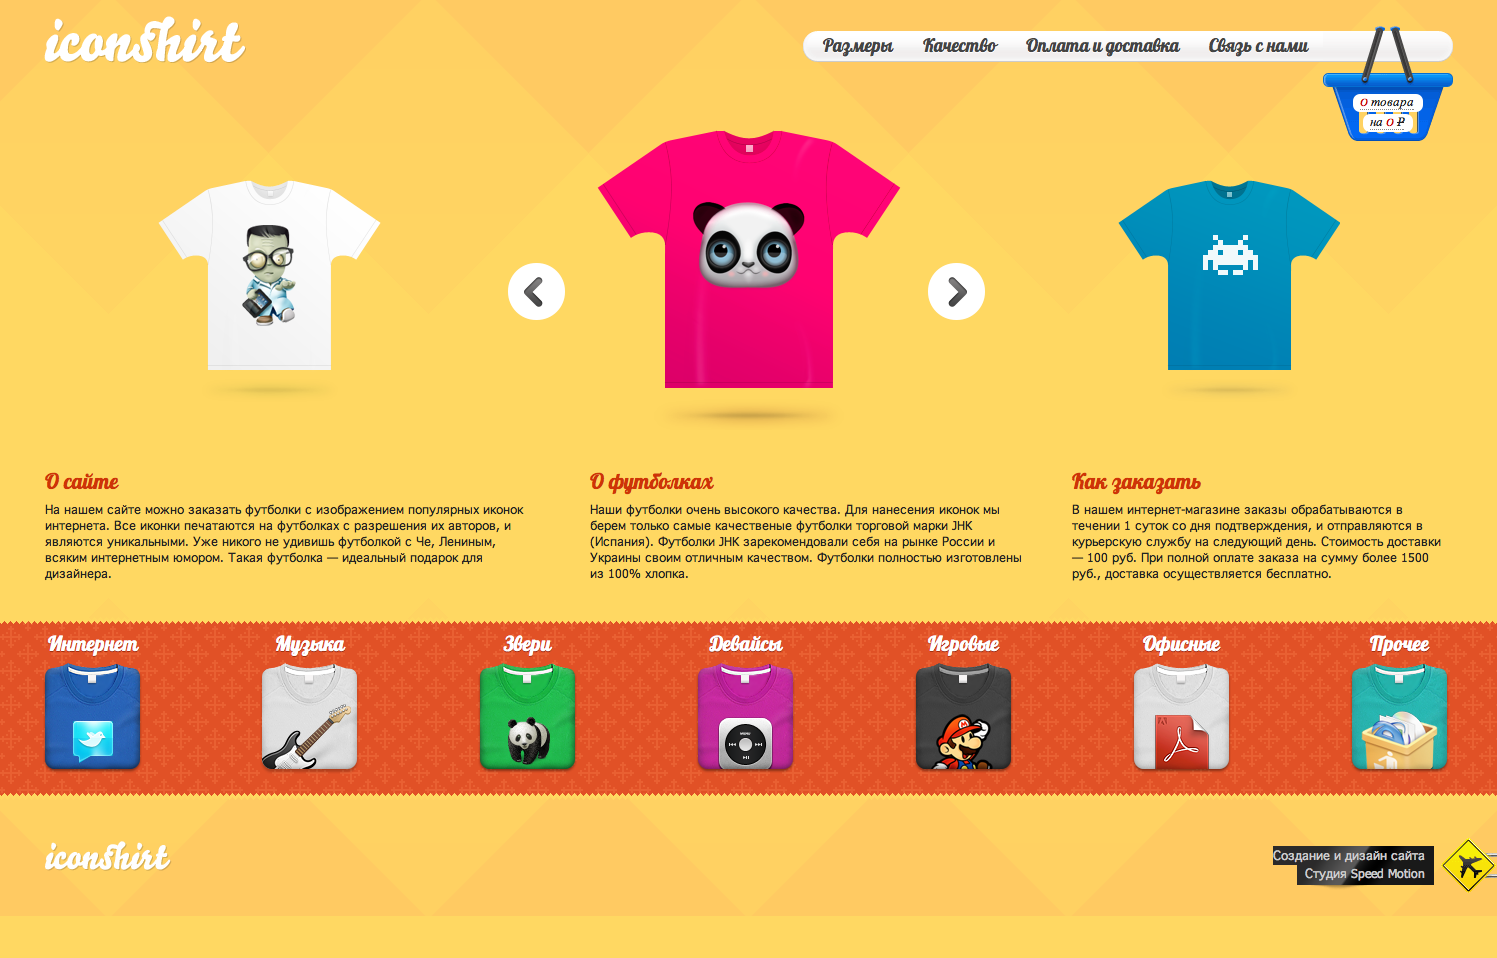 iconshirt
Размеры Качество Оплата и доставка Связь с нами
0 товара
на 0 ₽
О сайте
На нашем сайте можно заказать футболки с изображением популярных иконок
интернета. Все иконки печатаются на футболках с разрешения их авторов, и
являются уникальными. Уже никого не удивишь футболкой с Че, Лениным,
всяким интернетным юмором. Такая футболка — идеальный подарок для
дизайнера.
О футболках
Наши футболки очень высокого качества. Для нанесения иконок мы
берем только самые качественые футболки торговой марки JHK
(Испания). Футболки JHK зарекомендовали себя на рынке России и
Украины своим отличным качеством. Футболки полностью изготовлены
из 100% хлопка.
Как заказать
В нашем интернет-магазине заказы обрабатываются в
течении 1 суток со дня подтверждения, и отправляются в
курьерскую службу на следующий день. Стоимость доставки
— 100 руб. При полной оплате заказа на сумму более 1500
руб., доставка осуществляется бесплатно.
Интернет Музыка Звери Девайсы Игровые Офисные Прочее
MENU
iconshirt
Создание и дизайн сайта
Студия Speed Motion